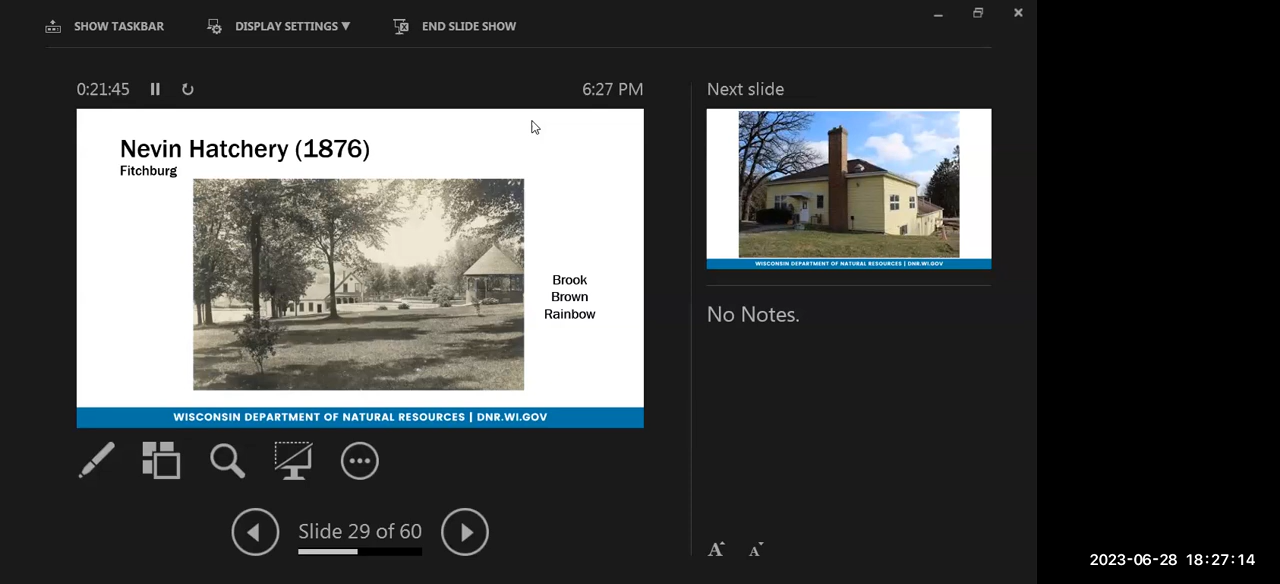 SHOW TASKBAR
DISPLAY SETTINGS ▼
END SLIDE SHOW
0:21:45
6:27 PM
Nevin Hatchery (1876)
Fitchburg
Brook
Brown
Rainbow
WISCONSIN DEPARTMENT OF NATURAL RESOURCES | DNR.WI.GOV
Slide 29 of 60
Next slide
WISCONSIN DEPARTMENT OF NATURAL RESOURCES | DNR.WI.GOV
No Notes.
A A
2023-06-28 18:27:14